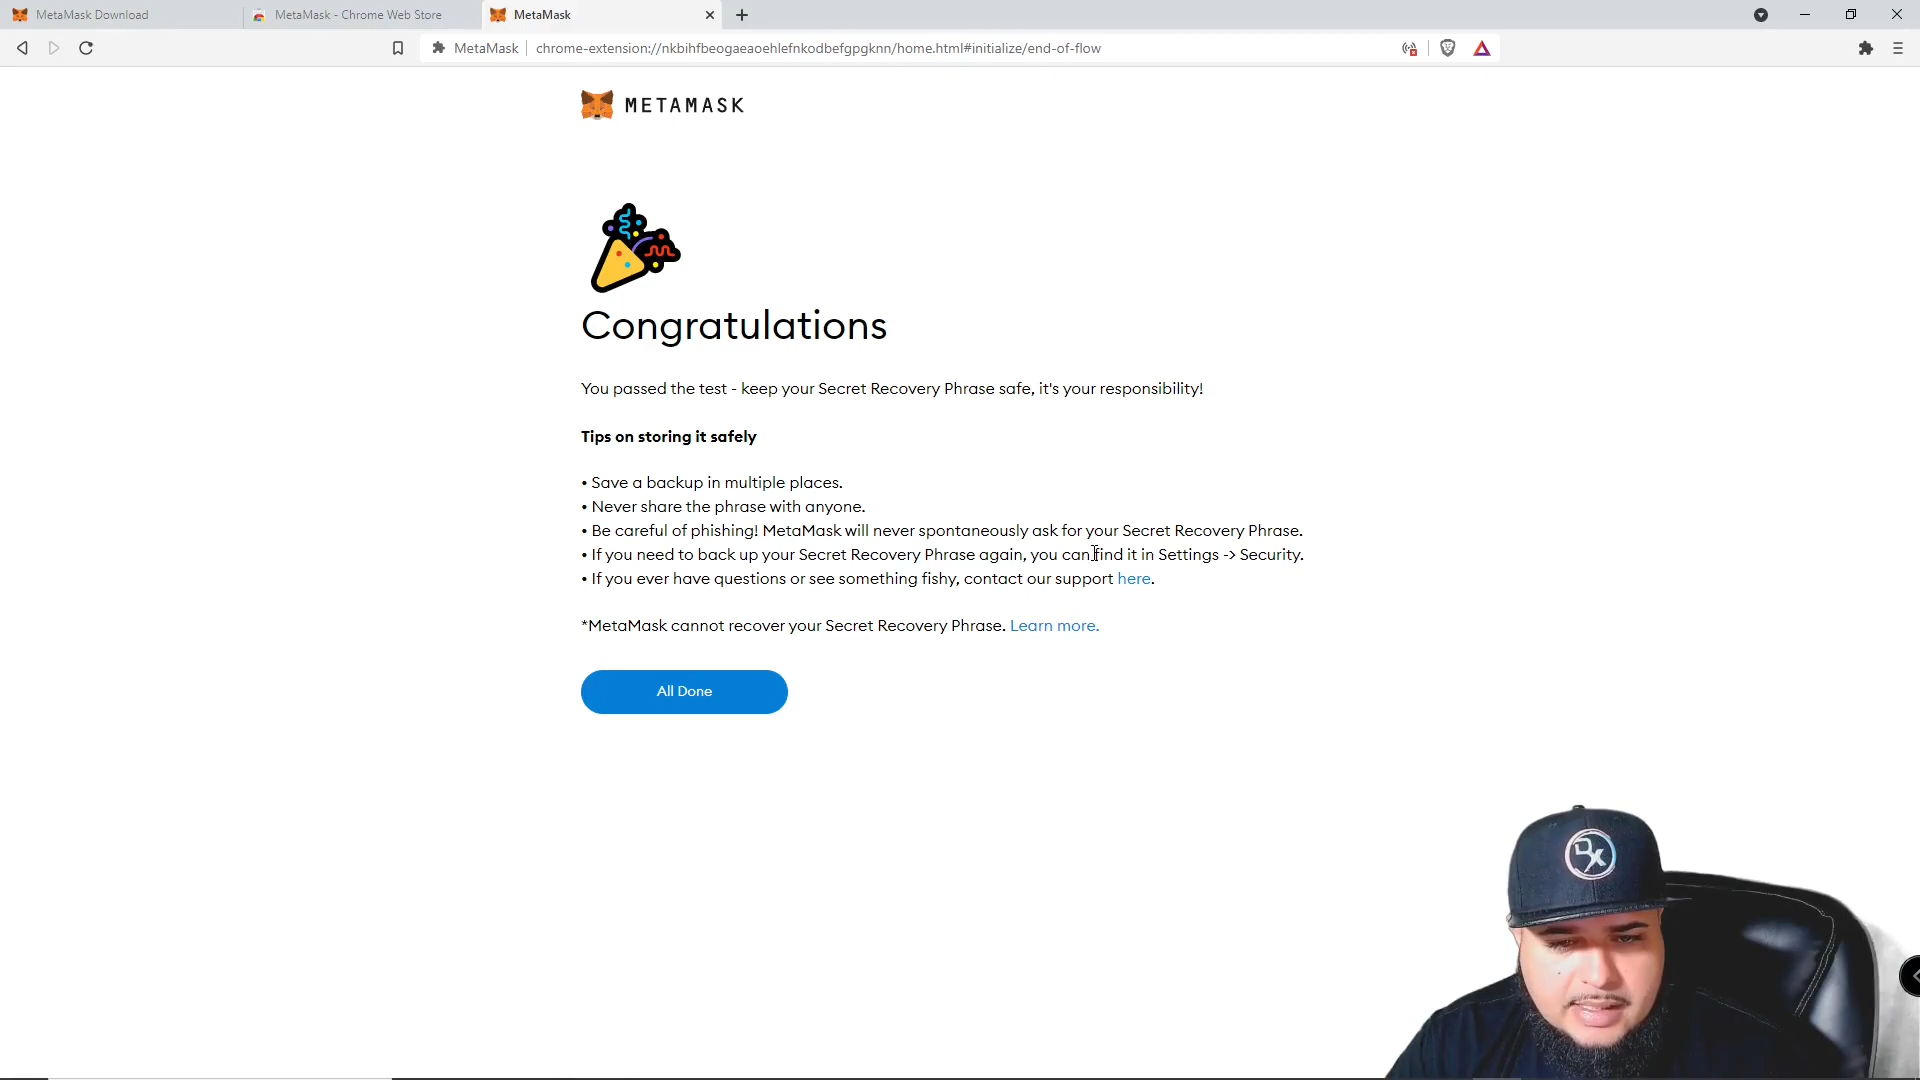 MetaMask Download
MetaMask - Chrome Web Store
MetaMask
MetaMask
chrome-extension://nkbihfbeogaeaoehlefnkodbefgpgknn/home.html#initialize/end-of-flow
METAMASK
Congratulations
You passed the test - keep your Secret Recovery Phrase safe, it's your responsibility!
Tips on storing it safely
• Save a backup in multiple places.
• Never share the phrase with anyone.
• Be careful of phishing! MetaMask will never spontaneously ask for your Secret Recovery Phrase.
• If you need to back up your Secret Recovery Phrase again, you can find it in Settings -> Security.
• If you ever have questions or see something fishy, contact our support here.
*MetaMask cannot recover your Secret Recovery Phrase. Learn more.
All Done